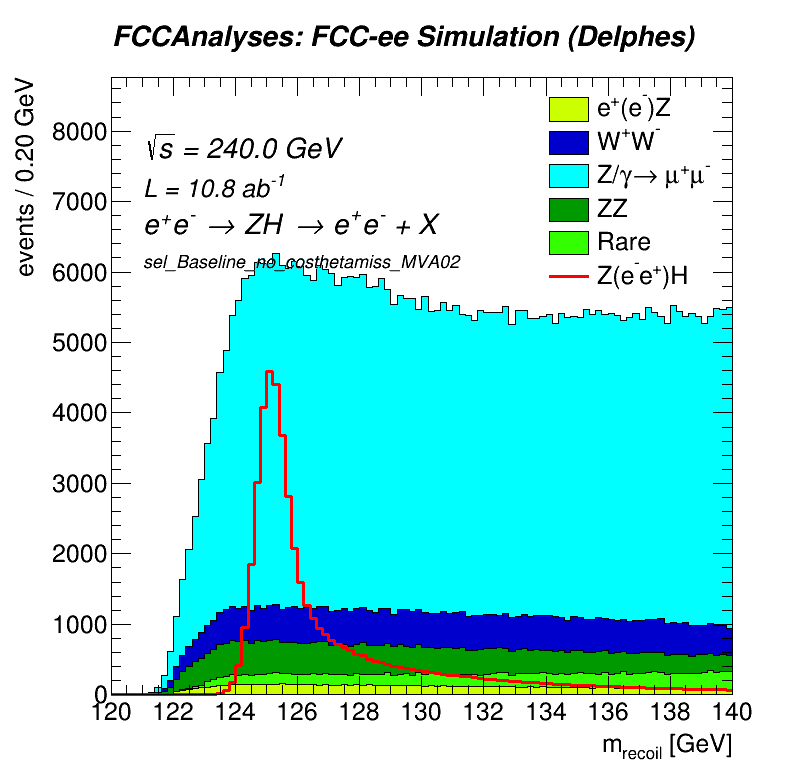 FCCAnalyses: FCC-ee Simulation (Delphes)
events / 0.20 GeV
8000
7000
6000
5000
4000
3000
2000
1000
0
√s = 240.0 GeV
L = 10.8 ab⁻¹
e⁺e⁻ → ZH → e⁺e⁻ + X
sel_Baseline_no_costhetamiss_MVA02
e⁺(e⁻)Z
W⁺W⁻
Z/γ→ μ⁺μ⁻
ZZ
Rare
Z(e⁻e⁺)H
120 122 124 126 128 130 132 134 136 138 140
m_recoil [GeV]